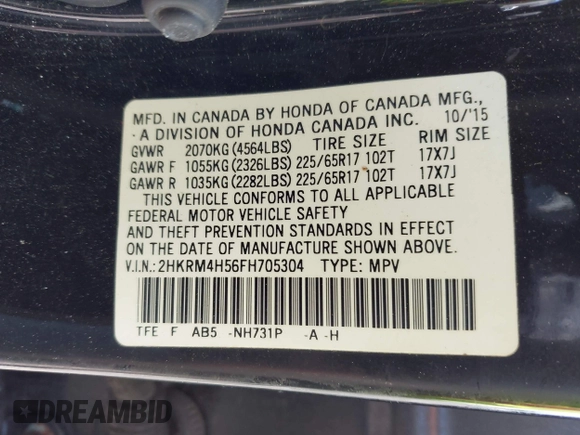 MFD. IN CANADA BY HONDA OF CANADA MFG.,
- A DIVISION OF HONDA CANADA INC. 10/'15
GVWR 2070KG (4564LBS) TIRE SIZE RIM SIZE
GAWR F 1055KG (2326LBS) 225/65R17 102T 17X7J
GAWR R 1035KG (2282LBS) 225/65R17 102T 17X7J
THIS VEHICLE CONFORMS TO ALL APPLICABLE
FEDERAL MOTOR VEHICLE SAFETY
AND THEFT PREVENTION STANDARDS IN EFFECT
ON THE DATE OF MANUFACTURE SHOWN ABOVE.
V.I.N.: 2HKRM4H56FH705304 TYPE: MPV
TFE F AB5 -NH731P -A -H
DREAMBID